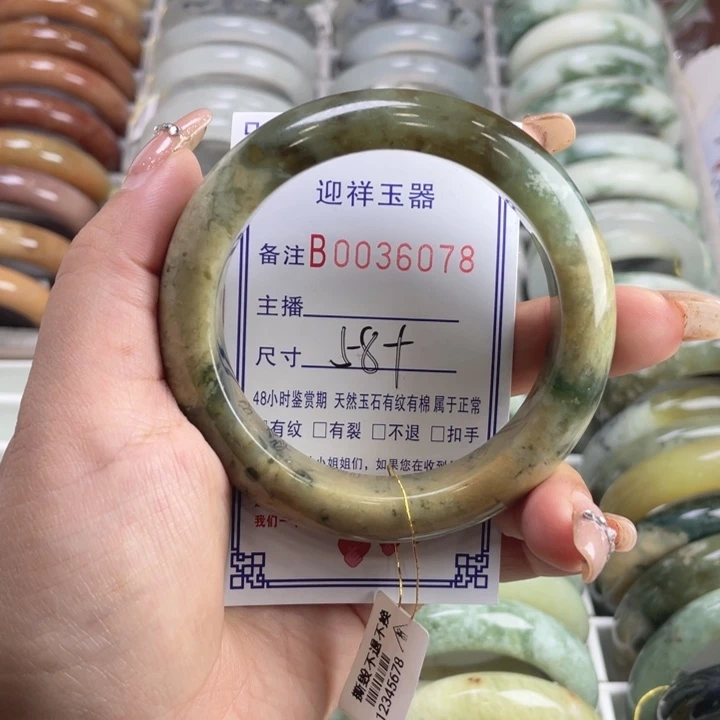 迎祥玉器
备注B0036078
主播
尺寸 58+
48小时鉴赏期 天然玉石有纹有棉 属于正常
有纹 □有裂 □不退 □扣手
小姐姐们，如果您在收到
我们一
撕毁不退不换
12345678